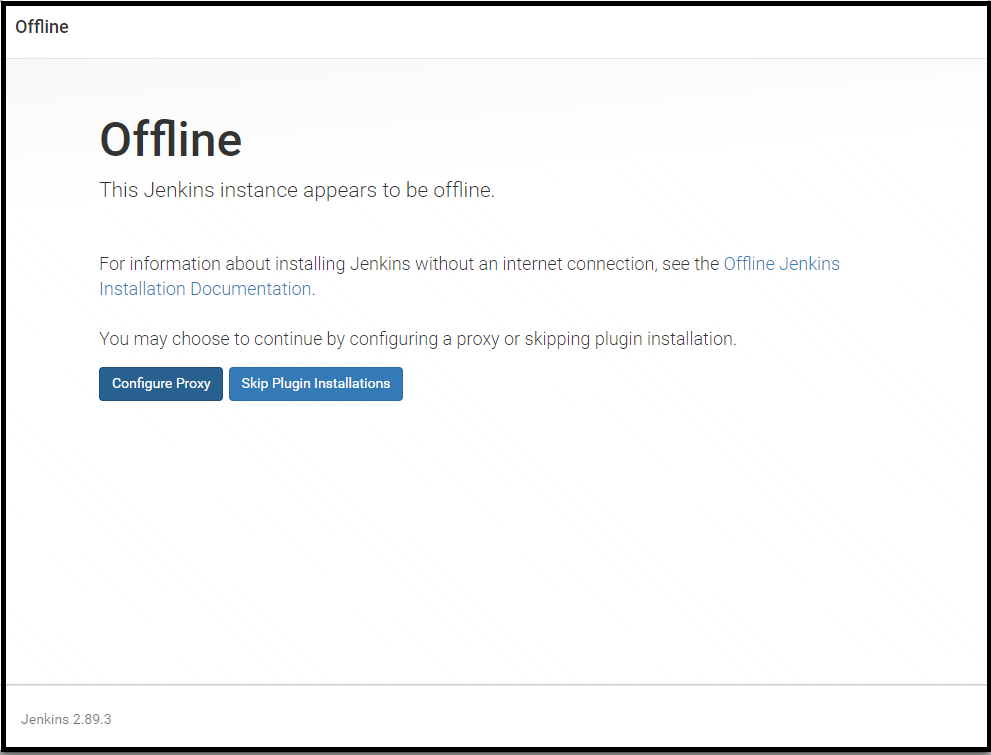 Offline
Offline
This Jenkins instance appears to be offline.
For information about installing Jenkins without an internet connection, see the Offline Jenkins
Installation Documentation.
You may choose to continue by configuring a proxy or skipping plugin installation.
Configure Proxy Skip Plugin Installations
Jenkins 2.89.3